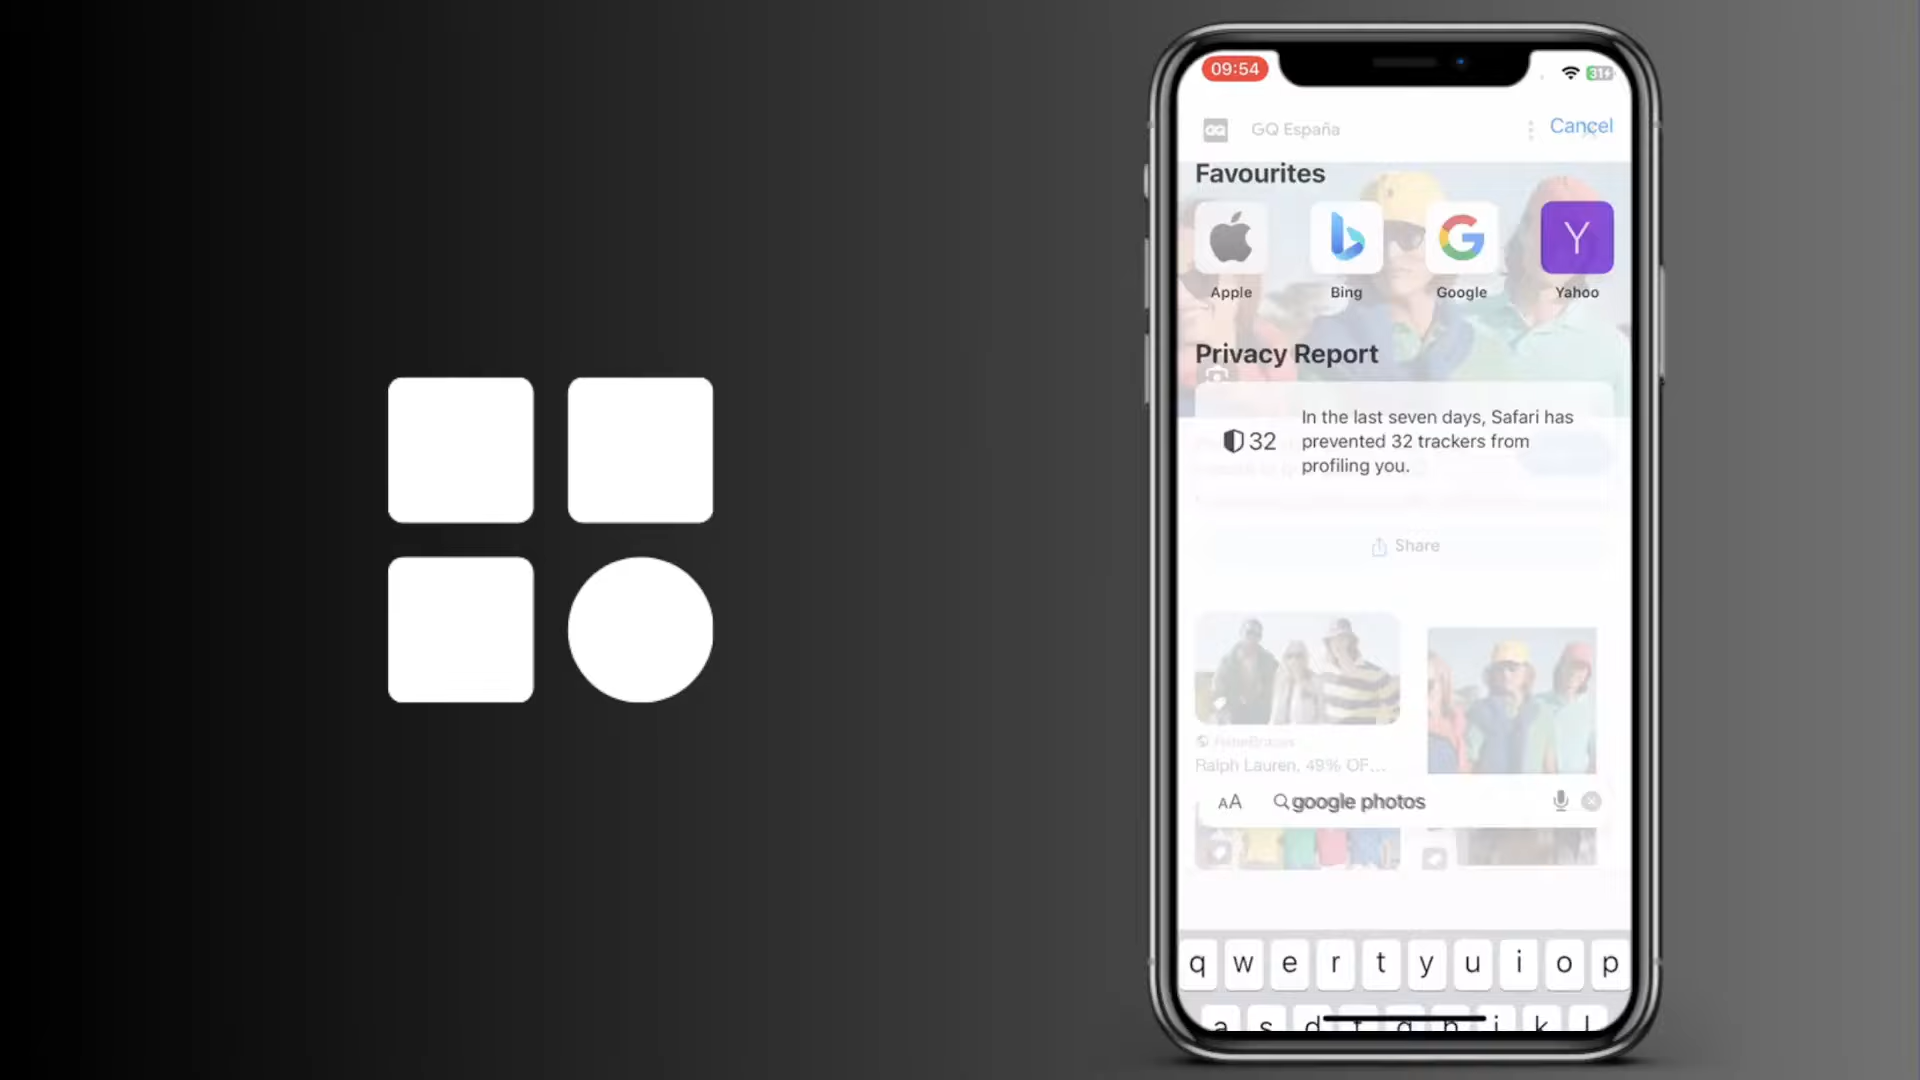 09:54
31
GQ España
Cancel
Favourites
Apple
Bing
Google
Y
Yahoo
Privacy Report
32
In the last seven days, Safari has
prevented 32 trackers from
profiling you.
Share
Ralph Lauren, 49% OF...
AA
google photos
q w e r t y u i o p
a s d f g h j k l